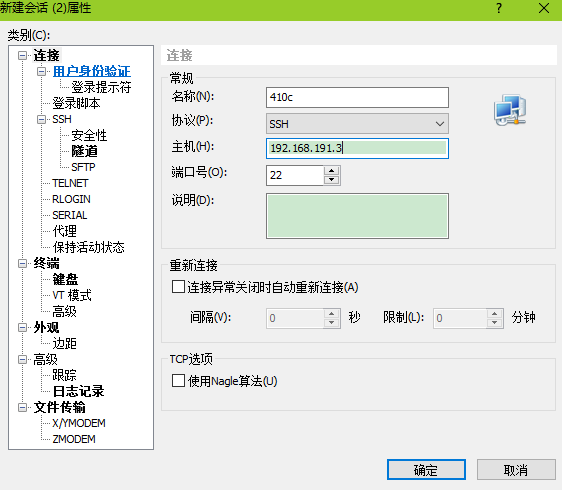 新建会话 (2)属性
?
类别(C):
连接
用户身份验证
登录提示符
登录脚本
SSH
安全性
隧道
SFTP
TELNET
RLOGIN
SERIAL
代理
保持活动状态
终端
键盘
VT 模式
高级
外观
边距
高级
跟踪
日志记录
文件传输
X/YMODEM
ZMODEM
连接
常规
名称(N): 410c
协议(P): SSH
主机(H): 192.168.191.3
端口号(O): 22
说明(D):
重新连接
连接异常关闭时自动重新连接(A)
间隔(V): 0 秒 限制(L): 0 分钟
TCP选项
使用Nagle算法(U)
确定 取消